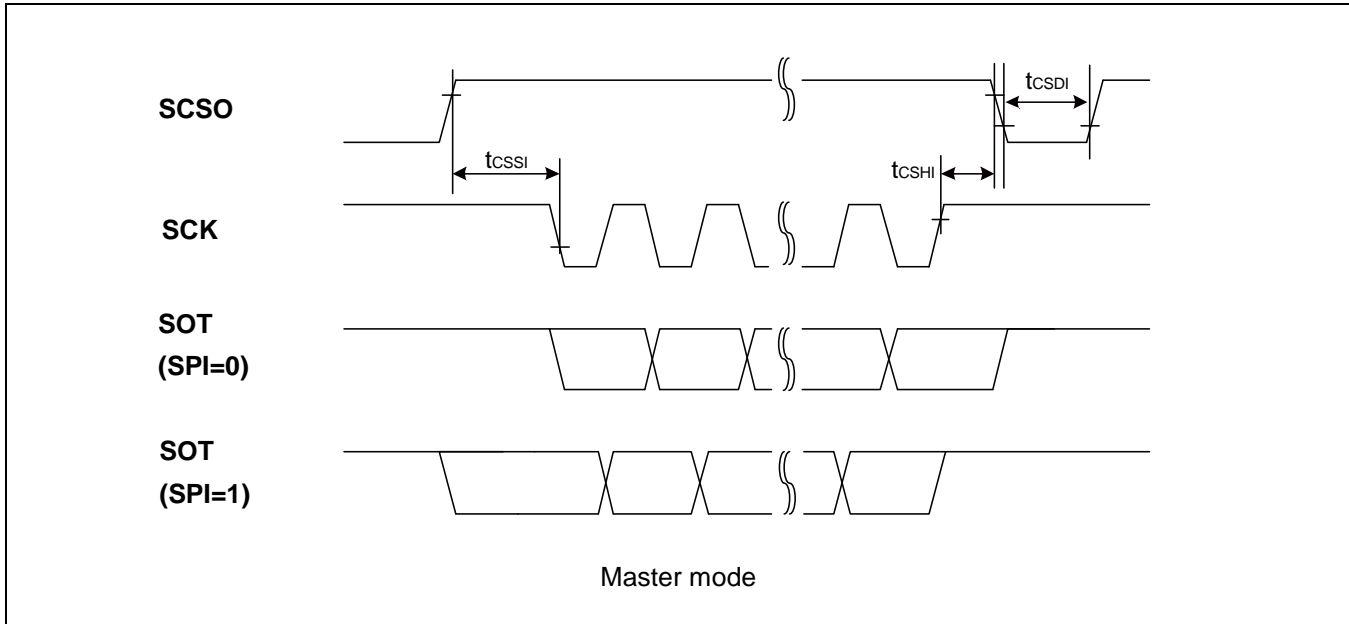 SCSO
tCSDI
tCSSI
tCSHI
SCK
SOT
(SPI=0)
SOT
(SPI=1)
Master mode